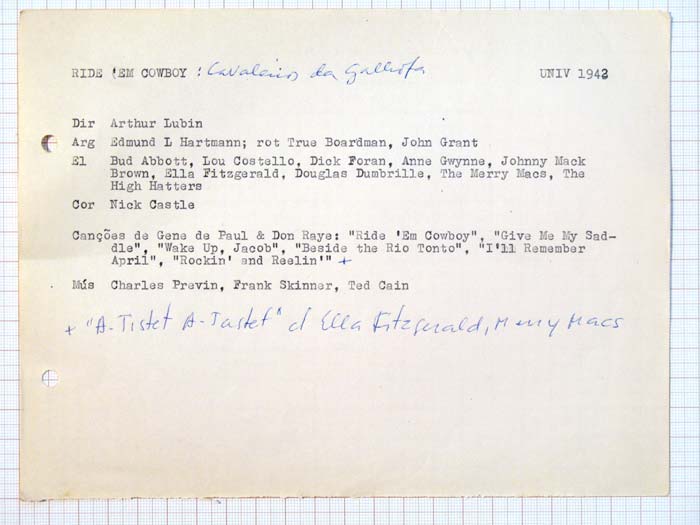 RIDE 'EM COWBOY : Cavaleiros da Galhofa UNIV 1942
Dir Arthur Lubin
Arg Edmund L Hartmann; rot True Boardman, John Grant
El Bud Abbott, Lou Costello, Dick Foran, Anne Gwynne, Johnny Mack
Brown, Ella Fitzgerald, Douglas Dumbrille, The Merry Macs, The
High Hatters
Cor Nick Castle
Canções de Gene de Paul & Don Raye: "Ride 'Em Cowboy", "Give Me My Sad-
dle", "Wake Up, Jacob", "Beside the Rio Tonto", "I'll Remember
April", "Rockin' and Reelin'" +
Mús Charles Previn, Frank Skinner, Ted Cain
+ "A-Tistet A-Tastet" d Ella Fitzgerald, Merry Macs